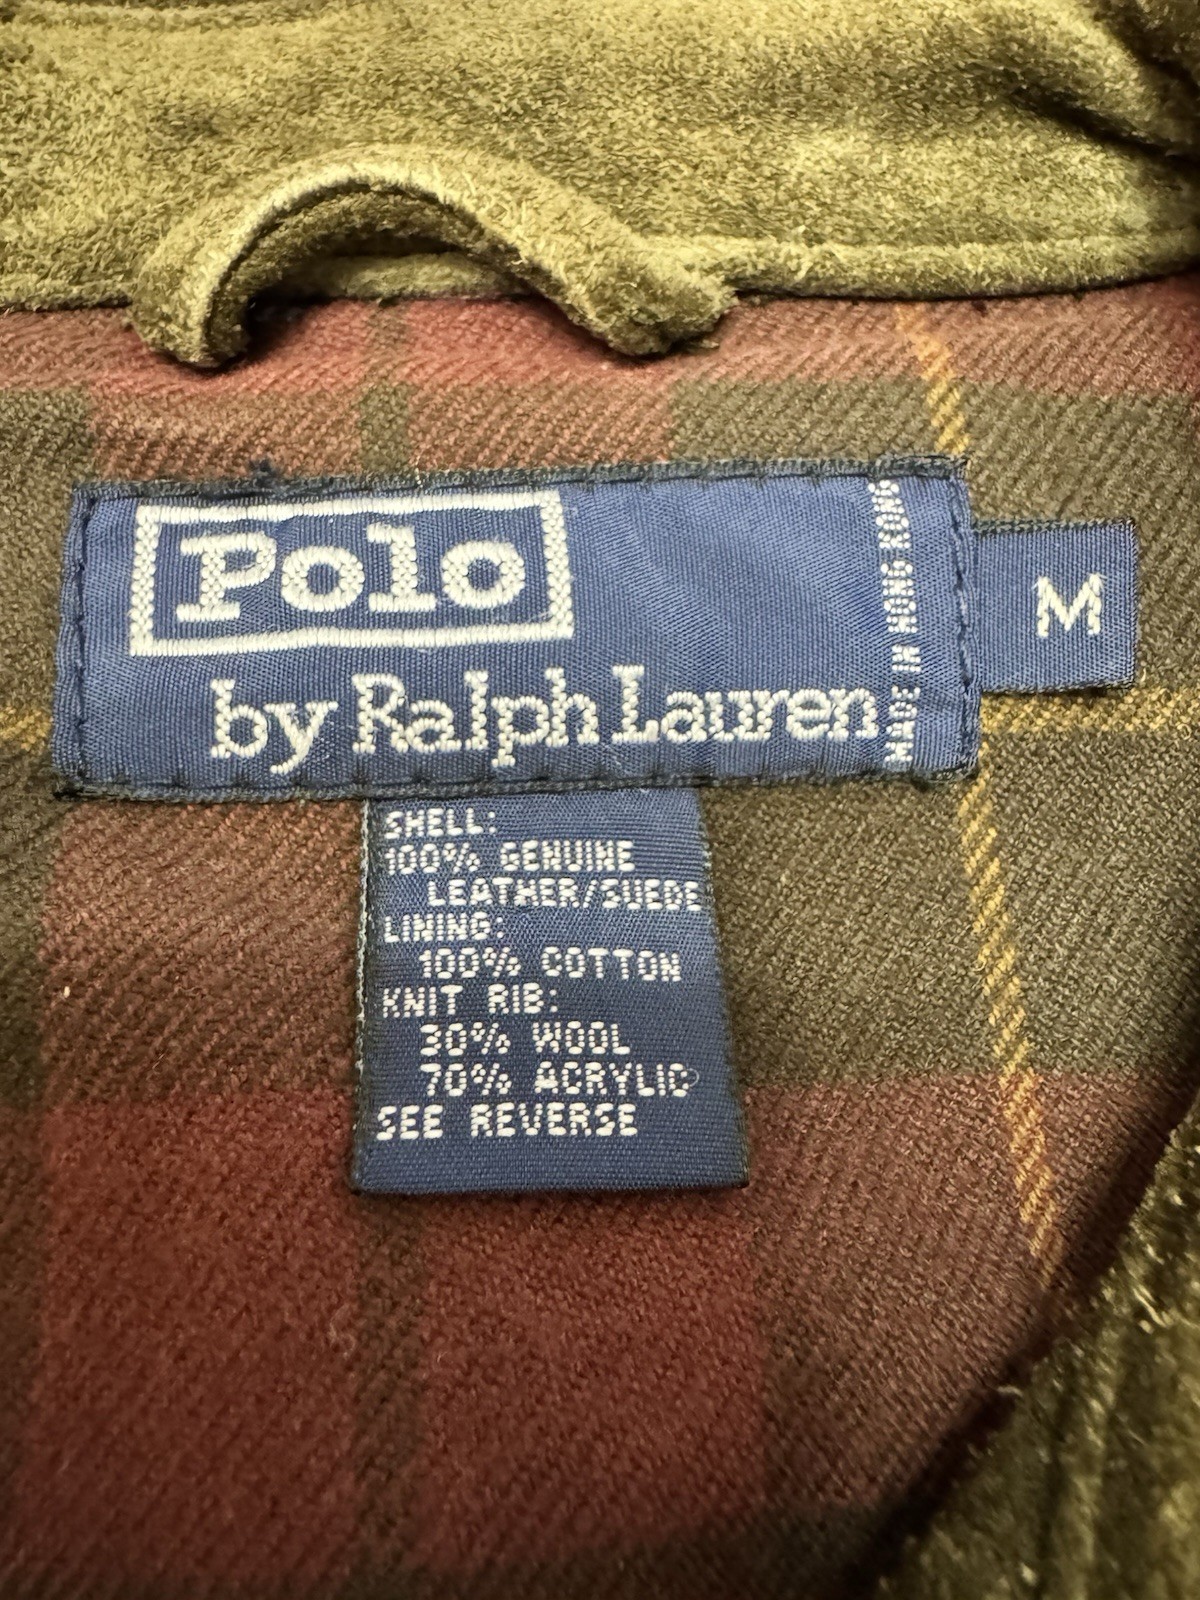 Polo
by Ralph Lauren
MADE IN HONG KONG
M
SHELL:
100% GENUINE
LEATHER/SUEDE
LINING:
100% COTTON
KNIT RIB:
30% WOOL
70% ACRYLIC
SEE REVERSE